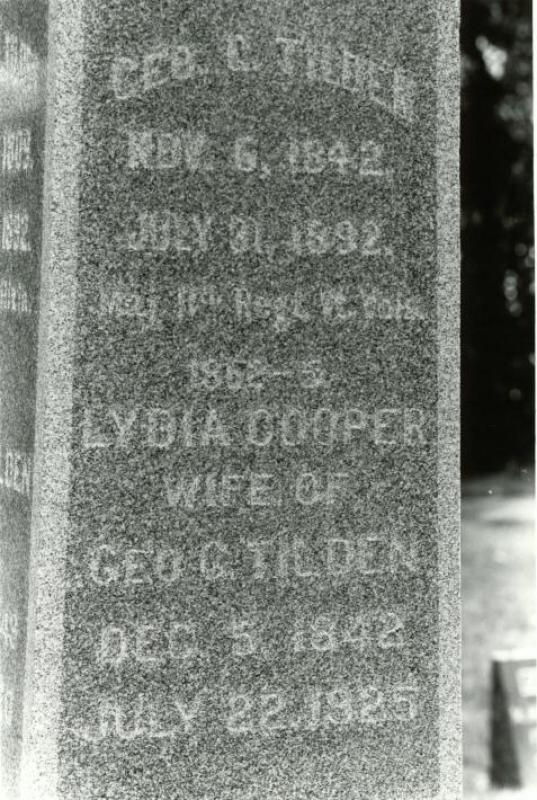 GEO. C. TILDEN
NOV. 6, 1842.
JULY 31, 1892.
Maj. 11th Regt. Vt. Vols.
1862-5.
LYDIA COOPER
WIFE OF
GEO C. TILDEN
DEC. 5. 1842
JULY 22. 1925